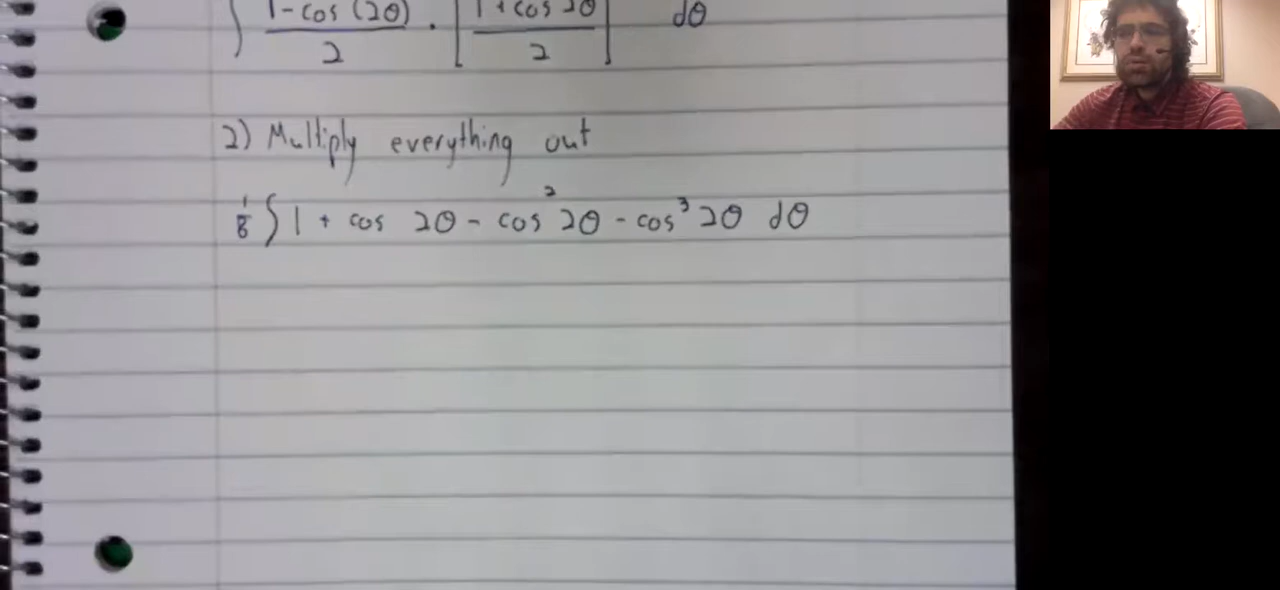 ∫ 1-cos(2θ)/2 · [1+cos 2θ/2] dθ
2) Multiply everything out
1/8 ∫ 1 + cos 2θ - cos² 2θ - cos³ 2θ dθ